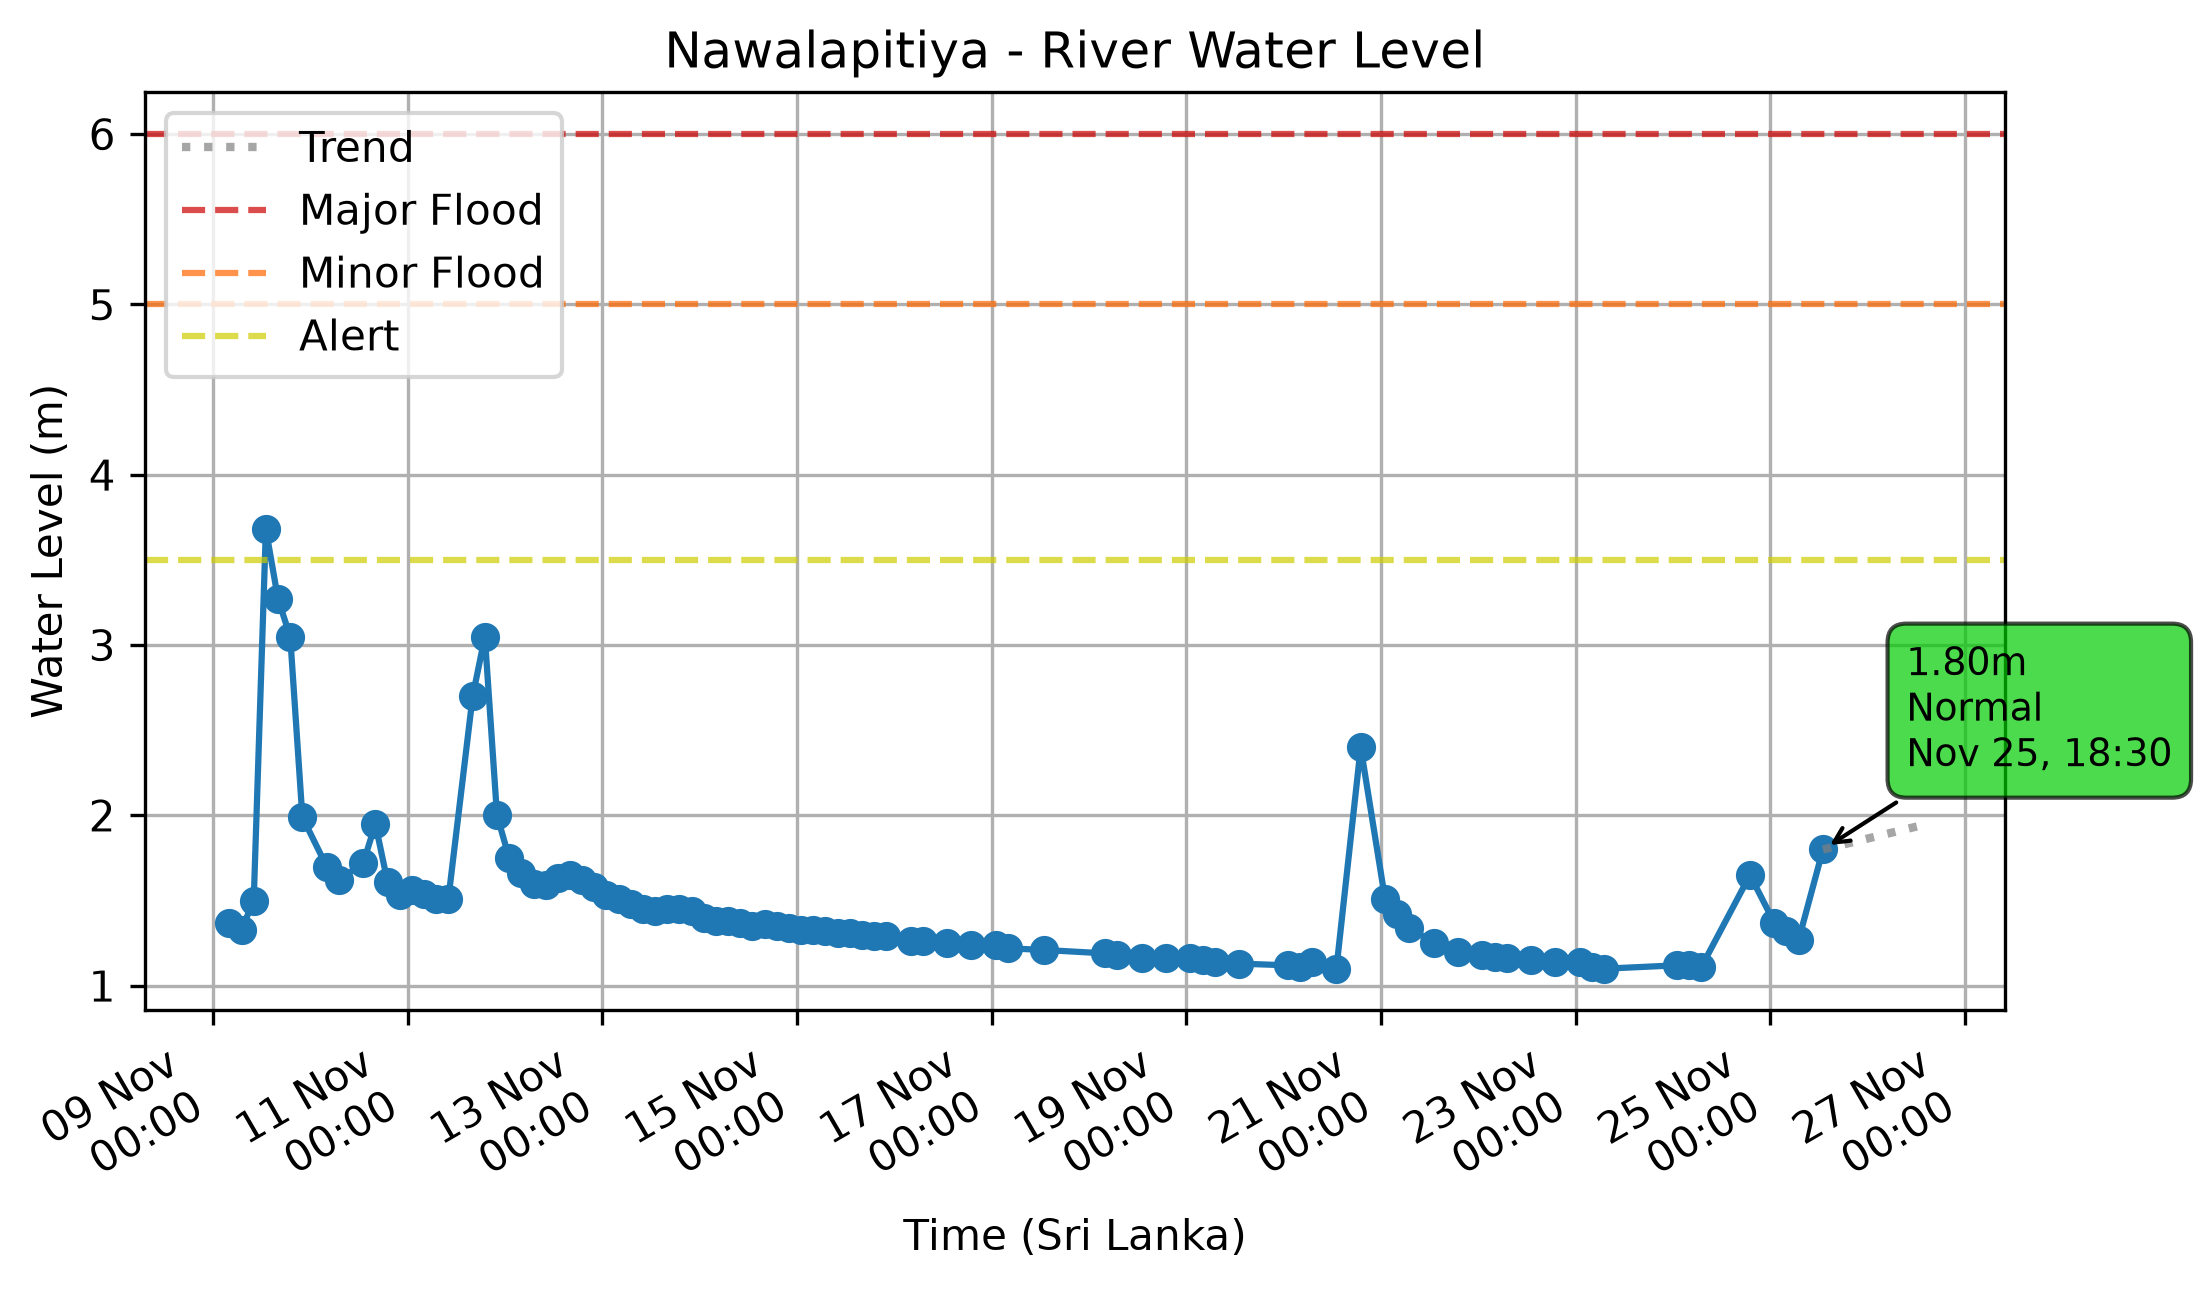 Nawalapitiya - River Water Level
Trend
Major Flood
Minor Flood
Alert
6
5
4
3
2
1
Water Level (m)
1.80m
Normal
Nov 25, 18:30
09 Nov
00:00
11 Nov
00:00
13 Nov
00:00
15 Nov
00:00
17 Nov
00:00
19 Nov
00:00
21 Nov
00:00
23 Nov
00:00
25 Nov
00:00
27 Nov
00:00
Time (Sri Lanka)